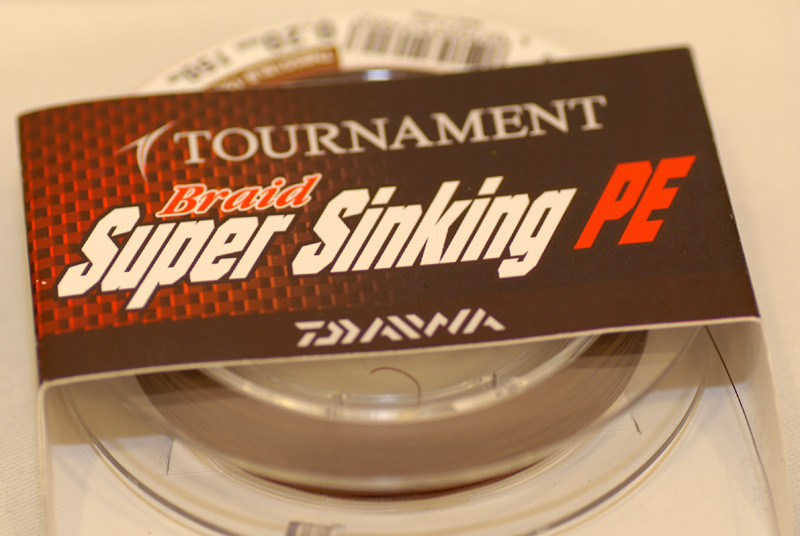 TOURNAMENT
Braid
Super Sinking PE
DAIWA